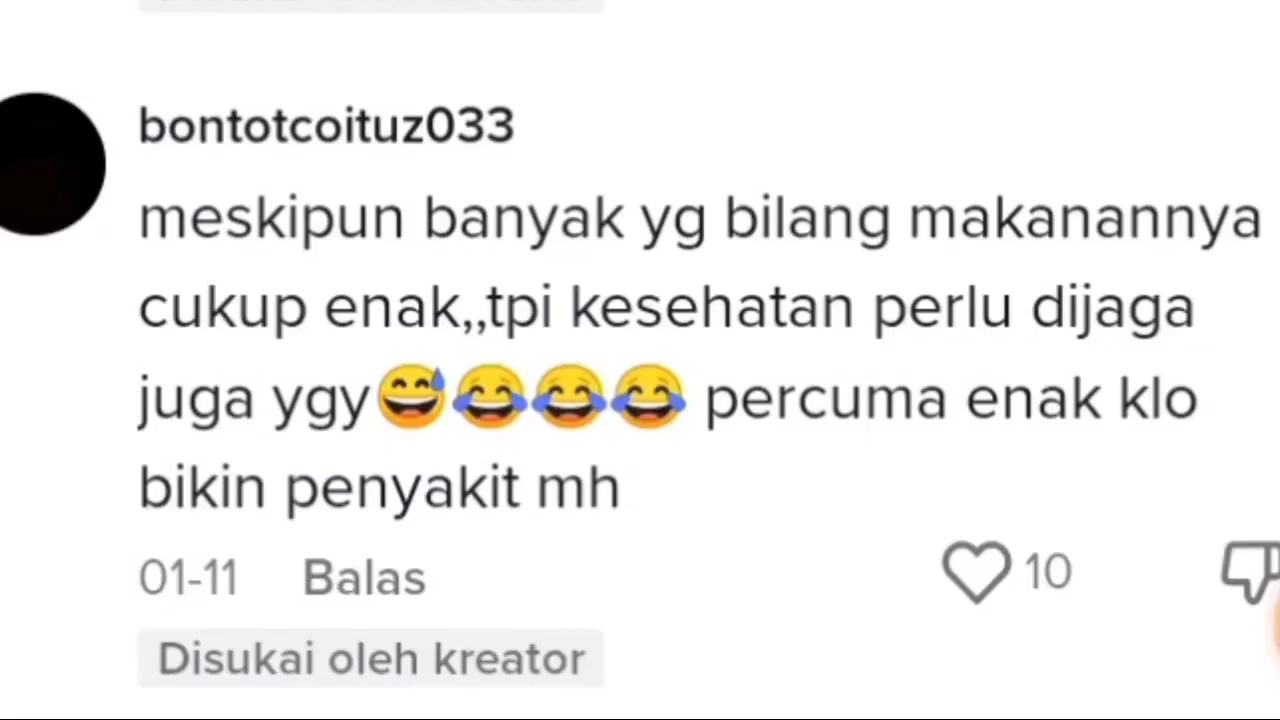 bontotcoituz033
meskipun banyak yg bilang makanannya
cukup enak,,tpi kesehatan perlu dijaga
juga ygy😅😂😂😂 percuma enak klo
bikin penyakit mh
01-11 Balas 10
Disukai oleh kreator